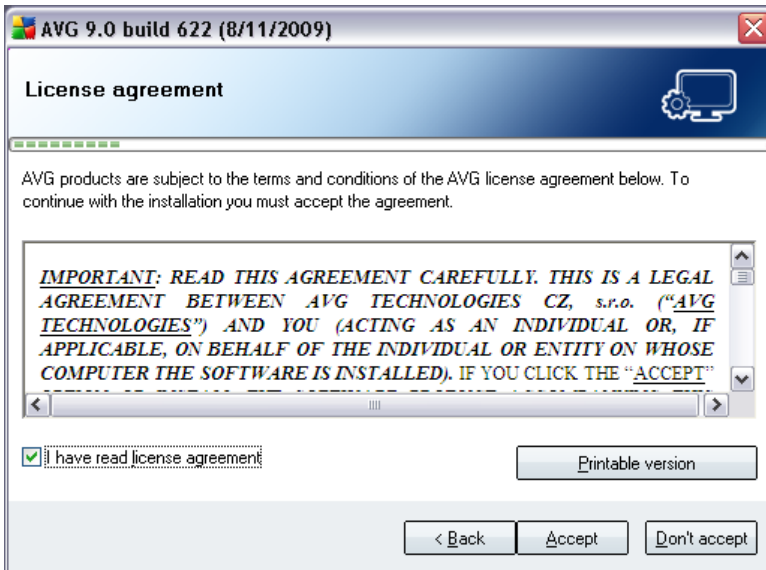 AVG 9.0 build 622 (8/11/2009)
License agreement
AVG products are subject to the terms and conditions of the AVG license agreement below. To
continue with the installation you must accept the agreement.
IMPORTANT: READ THIS AGREEMENT CAREFULLY. THIS IS A LEGAL
AGREEMENT BETWEEN AVG TECHNOLOGIES CZ, s.r.o. (“AVG
TECHNOLOGIES”) AND YOU (ACTING AS AN INDIVIDUAL OR, IF
APPLICABLE, ON BEHALF OF THE INDIVIDUAL OR ENTITY ON WHOSE
COMPUTER THE SOFTWARE IS INSTALLED). IF YOU CLICK THE “ACCEPT”
I have read license agreement
Printable version
< Back
Accept
Don't accept